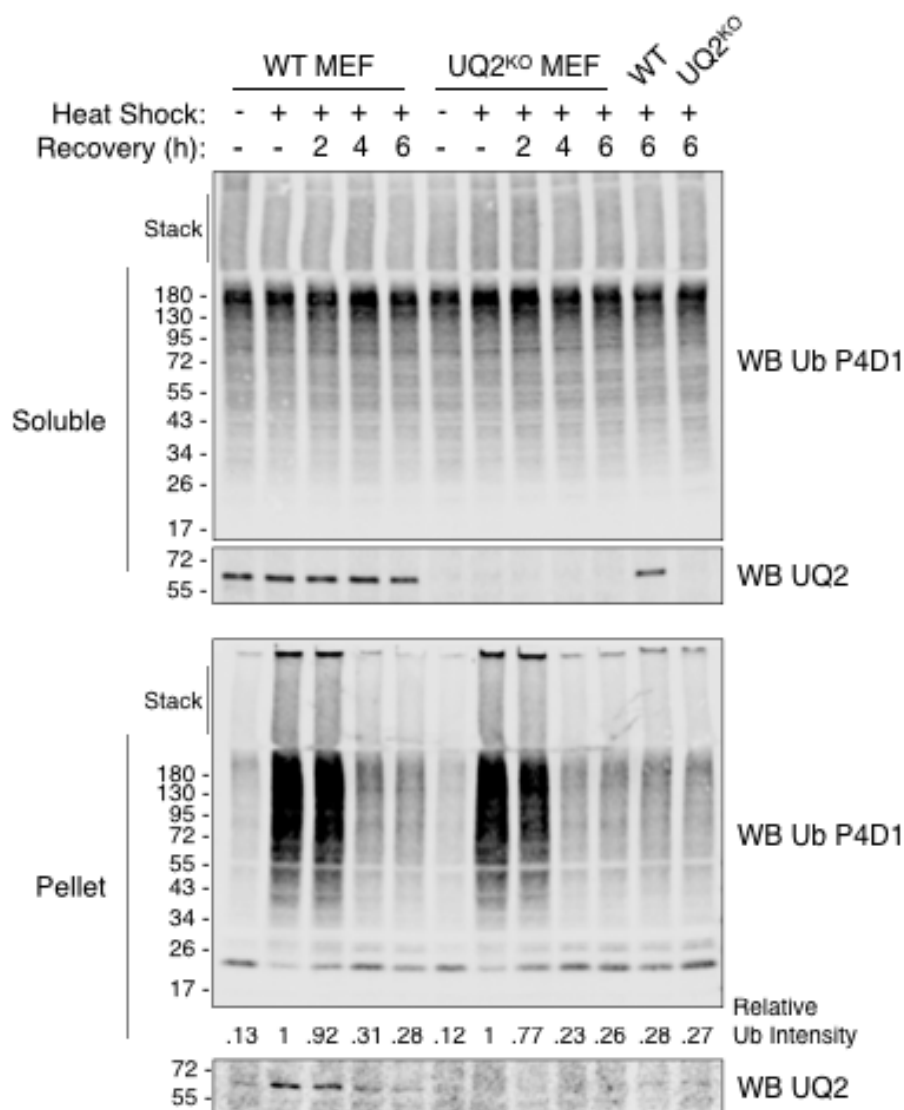 WT MEF UQ2KO MEF WT UQ2KO
Heat Shock: - + + + + - + + + + + +
Recovery (h): - - 2 4 6 - - 2 4 6 6 6
Stack
180 -
130 -
95 -
72 -
55 -
43 -
34 -
26 -
17 -
Soluble
WB Ub P4D1
72 -
55 -
WB UQ2
Stack
180 -
130 -
95 -
72 -
55 -
43 -
34 -
26 -
17 -
Pellet
WB Ub P4D1
Relative
.13 1 .92 .31 .28 .12 1 .77 .23 .26 .28 .27 Ub Intensity
72 -
55 -
WB UQ2